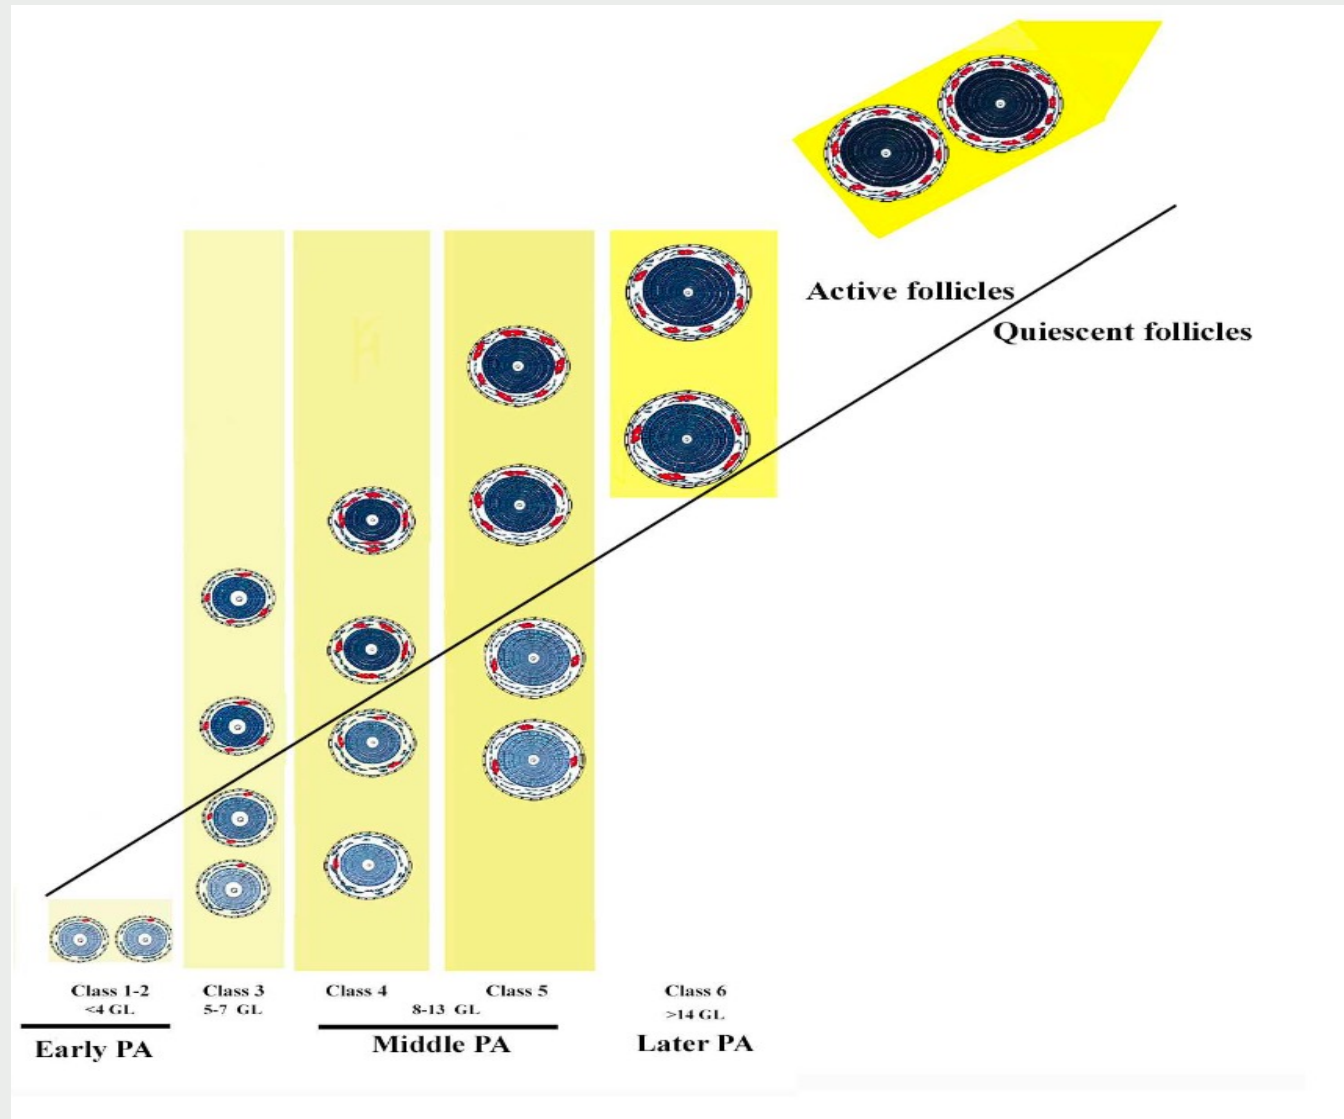 Active follicles
Quiescent follicles
Class 1-2
<4 GL
Early PA
Class 3
5-7 GL
Class 4
Class 5
8-13 GL
Middle PA
Class 6
>14 GL
Later PA